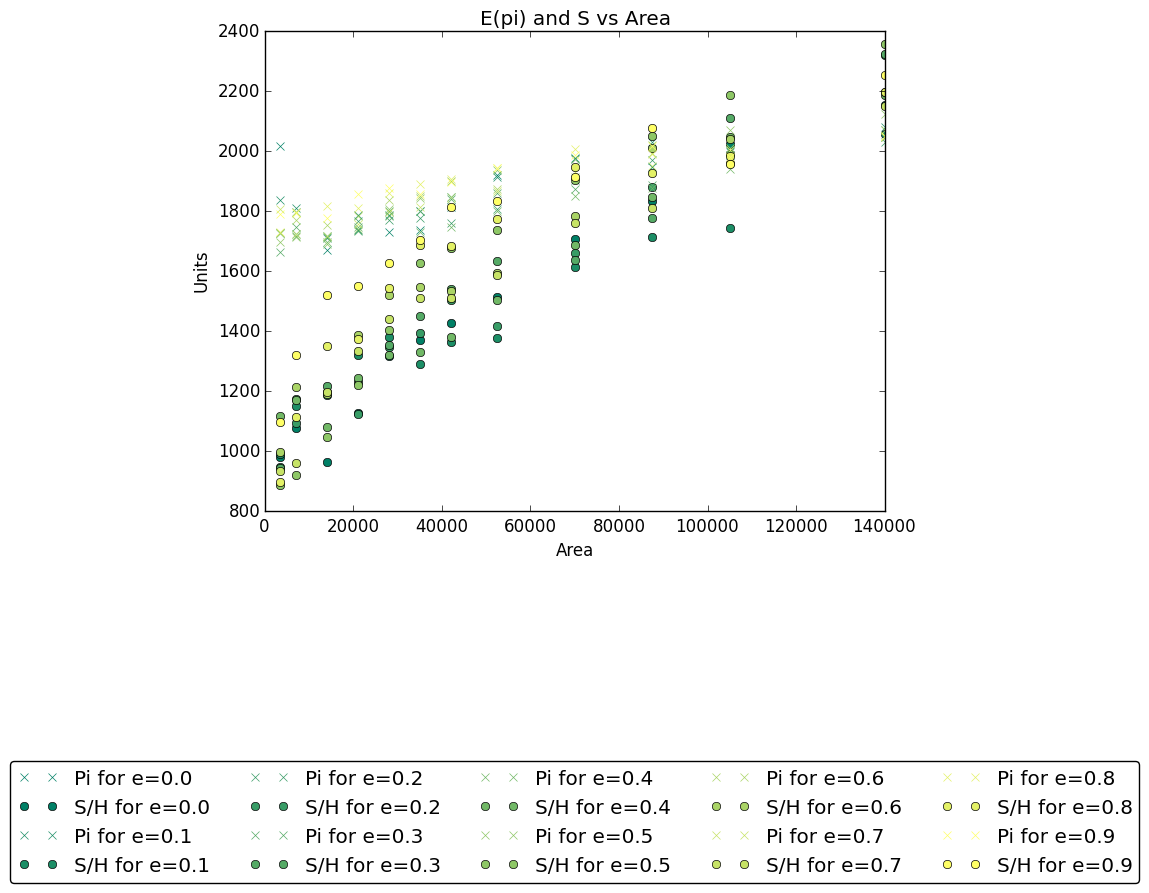 E(pi) and S vs Area
2400
2200
2000
1800
1600
1400
1200
1000
800
Units
0 20000 40000 60000 80000 100000 120000 140000
Area
Pi for e=0.0 Pi for e=0.2 Pi for e=0.4 Pi for e=0.6 Pi for e=0.8
S/H for e=0.0 S/H for e=0.2 S/H for e=0.4 S/H for e=0.6 S/H for e=0.8
Pi for e=0.1 Pi for e=0.3 Pi for e=0.5 Pi for e=0.7 Pi for e=0.9
S/H for e=0.1 S/H for e=0.3 S/H for e=0.5 S/H for e=0.7 S/H for e=0.9